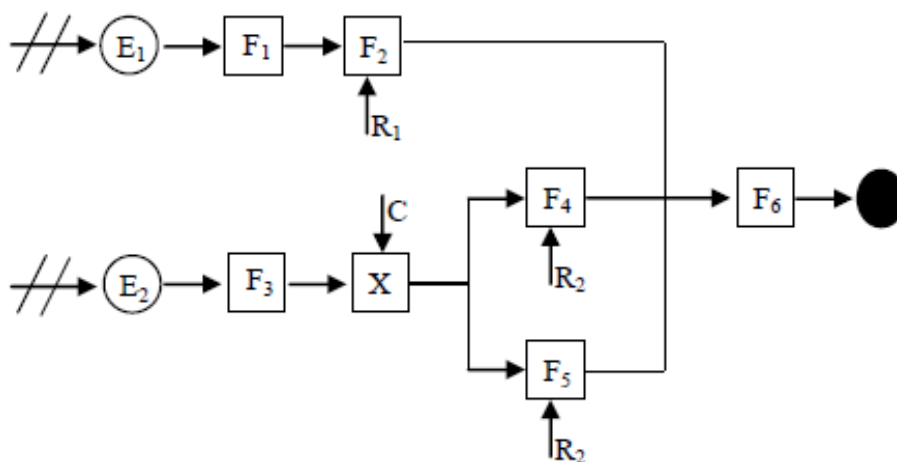 E₁ F₁ F₂
R₁
C
F₄ F₆
E₂ F₃ X R₂
F₅
R₂